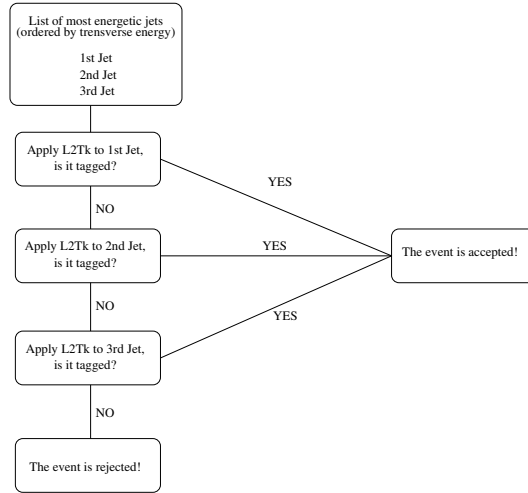 List of most energetic jets
(ordered by trensverse energy)
1st Jet
2nd Jet
3rd Jet
Apply L2Tk to 1st Jet,
is it tagged?
YES
NO
Apply L2Tk to 2nd Jet,
is it tagged?
YES
The event is accepted!
NO
YES
Apply L2Tk to 3rd Jet,
is it tagged?
NO
The event is rejected!